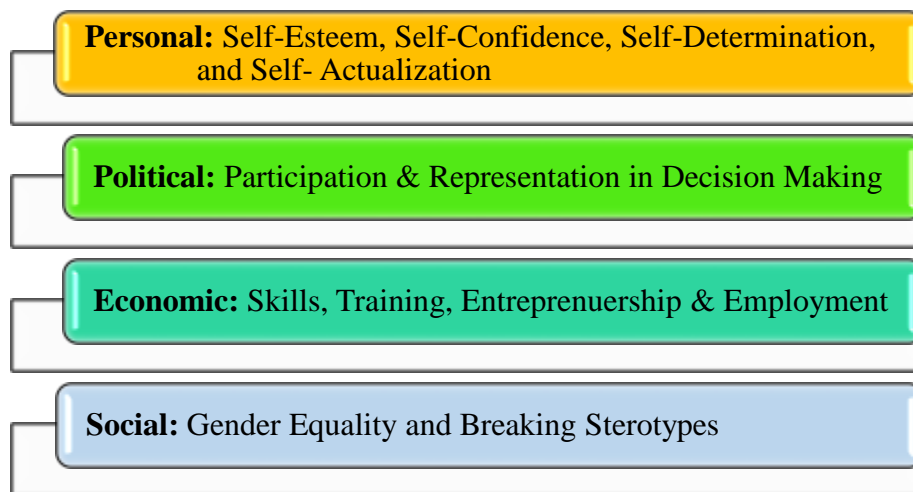 Personal: Self-Esteem, Self-Confidence, Self-Determination,
and Self- Actualization
Political: Participation & Representation in Decision Making
Economic: Skills, Training, Entreprenuership & Employment
Social: Gender Equality and Breaking Sterotypes